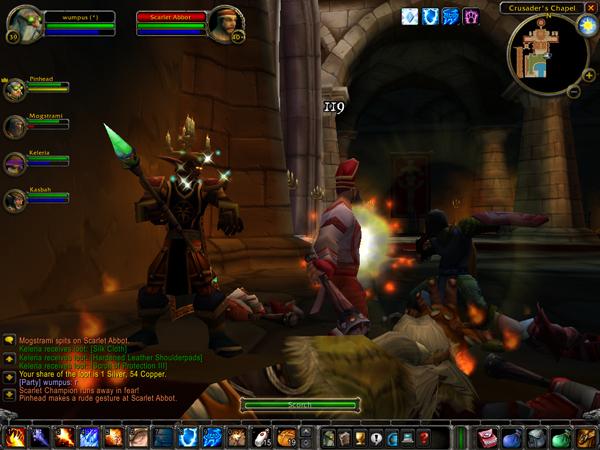 wumpus (*)
39
Scarlet Abbot
40+
Crusader's Chapel
N
Pinhead
Mogstrami
Keleria
Kasbah
119
Mogstrami spits on Scarlet Abbot.
Keleria receives loot: [Silk Cloth]
Keleria receives loot: [Hardened Leather Shoulderpads]
Keleria receives loot: [Scroll of Protection III]
Your share of the loot is 1 Silver, 54 Copper.
[Party] wumpus: r
Scarlet Champion runs away in fear!
Pinhead makes a rude gesture at Scarlet Abbot.
Scorch